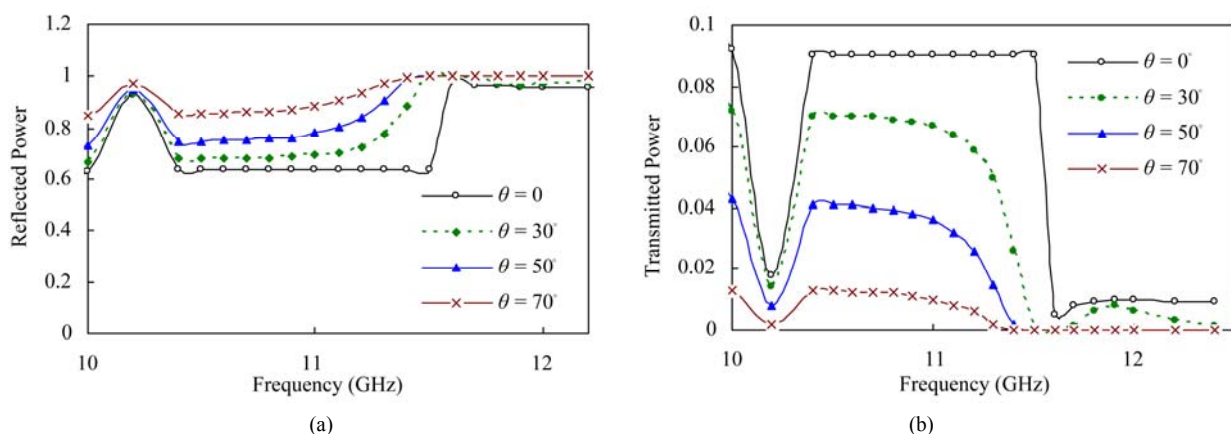 1.2
1
0.8
0.6
0.4
0.2
0
Reflected Power
θ = 0
θ = 30°
θ = 50°
θ = 70°
10
11
12
Frequency (GHz)
(a)
0.1
0.08
0.06
0.04
0.02
0
Transmitted Power
θ = 0°
θ = 30°
θ = 50°
θ = 70°
10
11
12
Frequency (GHz)
(b)